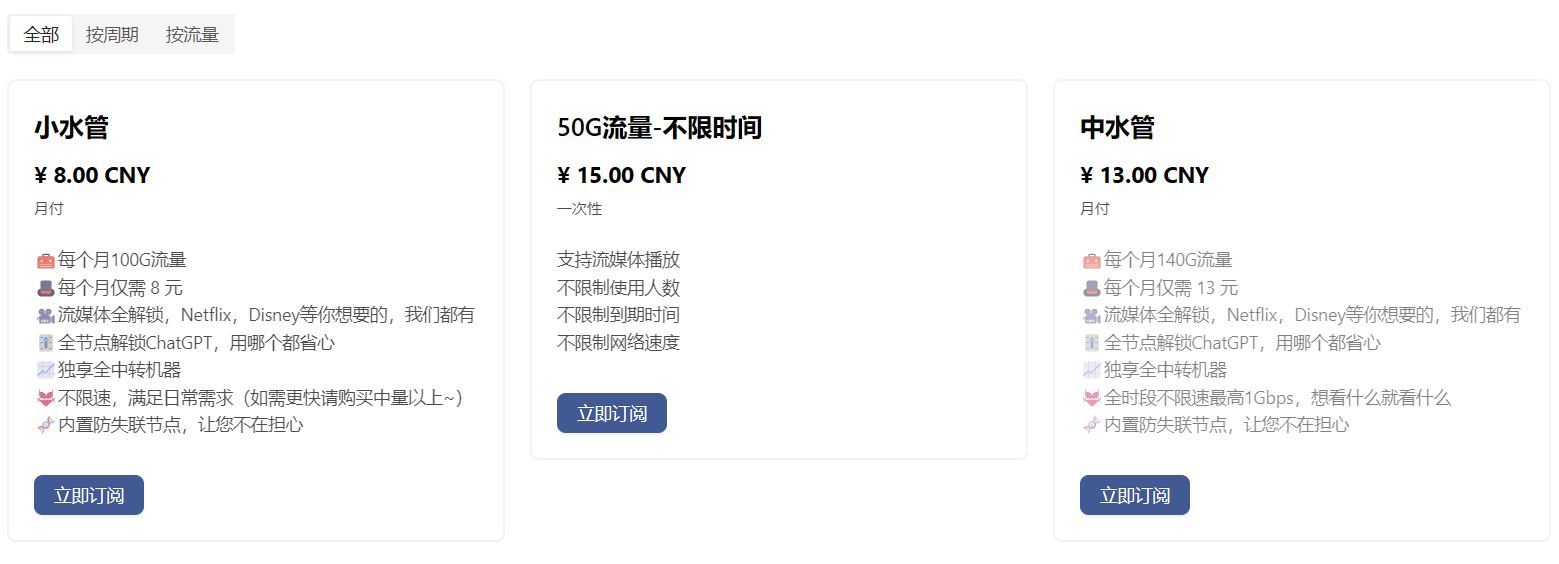 全部 按周期 按流量
小水管
¥ 8.00 CNY
月付
每个月100G流量
每个月仅需 8 元
流媒体全解锁，Netflix，Disney等你想要的，我们都有
全节点解锁ChatGPT，用哪个都省心
独享全中转机器
不限速，满足日常需求（如需更快请购买中量以上~）
内置防失联节点，让您不在担心
立即订阅
50G流量-不限时间
¥ 15.00 CNY
一次性
支持流媒体播放
不限制使用人数
不限制到期时间
不限制网络速度
立即订阅
中水管
¥ 13.00 CNY
月付
每个月140G流量
每个月仅需 13 元
流媒体全解锁，Netflix，Disney等你想要的，我们都有
全节点解锁ChatGPT，用哪个都省心
独享全中转机器
全时段不限速最高1Gbps，想看什么就看什么
内置防失联节点，让您不在担心
立即订阅